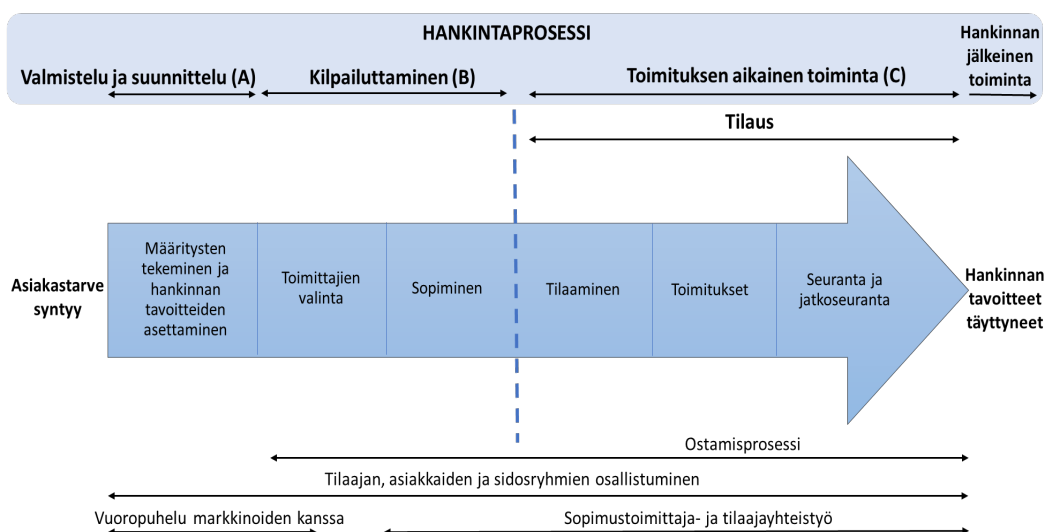 HANKINTAPROSESSI
Hankinnan
jälkeinen
toiminta
Valmistelu ja suunnittelu (A)
Kilpailuttaminen (B)
Toimituksen aikainen toiminta (C)
Tilaus
Asiakastarve
syntyy
Määritysten
tekeminen ja
hankinnan
tavoitteiden
asettaminen
Toimittajien
valinta
Sopiminen
Tilaaminen
Toimitukset
Seuranta ja
jatkoseuranta
Hankinnan
tavoitteet
täyttyneet
Ostamisprosessi
Tilaajan, asiakkaiden ja sidosryhmien osallistuminen
Vuoropuhelu markkinoiden kanssa
Sopimustoimittaja- ja tilaajayhteistyö